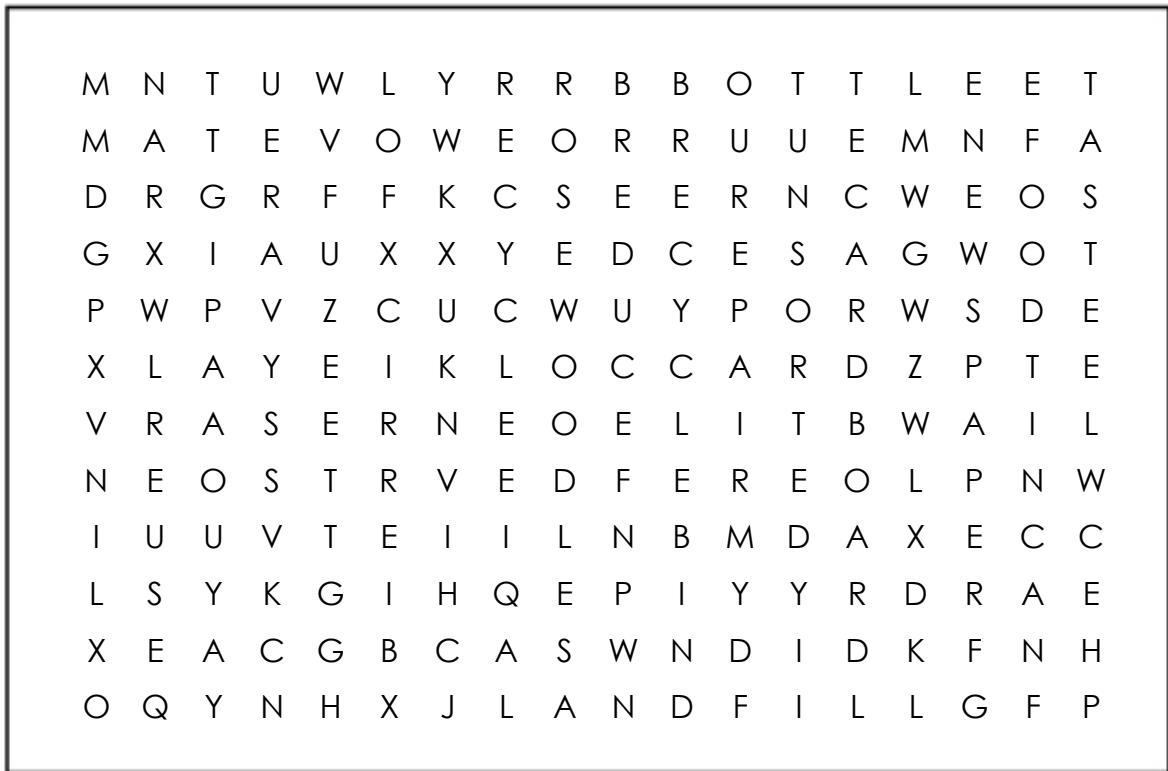 M N T U W L Y R R B B O T T L E E T
M A T E V O W E O R R U U E M N F A
D R G R F F K C S E E R N C W E O S
G X I A U X X Y E D C E S A G W O T
P W P V Z C U C W U Y P O R W S D E
X L A Y E I K L O C C A R D Z P T E
V R A S E R N E O E L I T B W A I L
N E O S T R V E D F E R E O L P N W
I U U V T E I I L N B M D A X E C C
L S Y K G I H Q E P I Y Y R D R A E
X E A C G B C A S W N D I D K F N H
O Q Y N H X J L A N D F I L L G F P